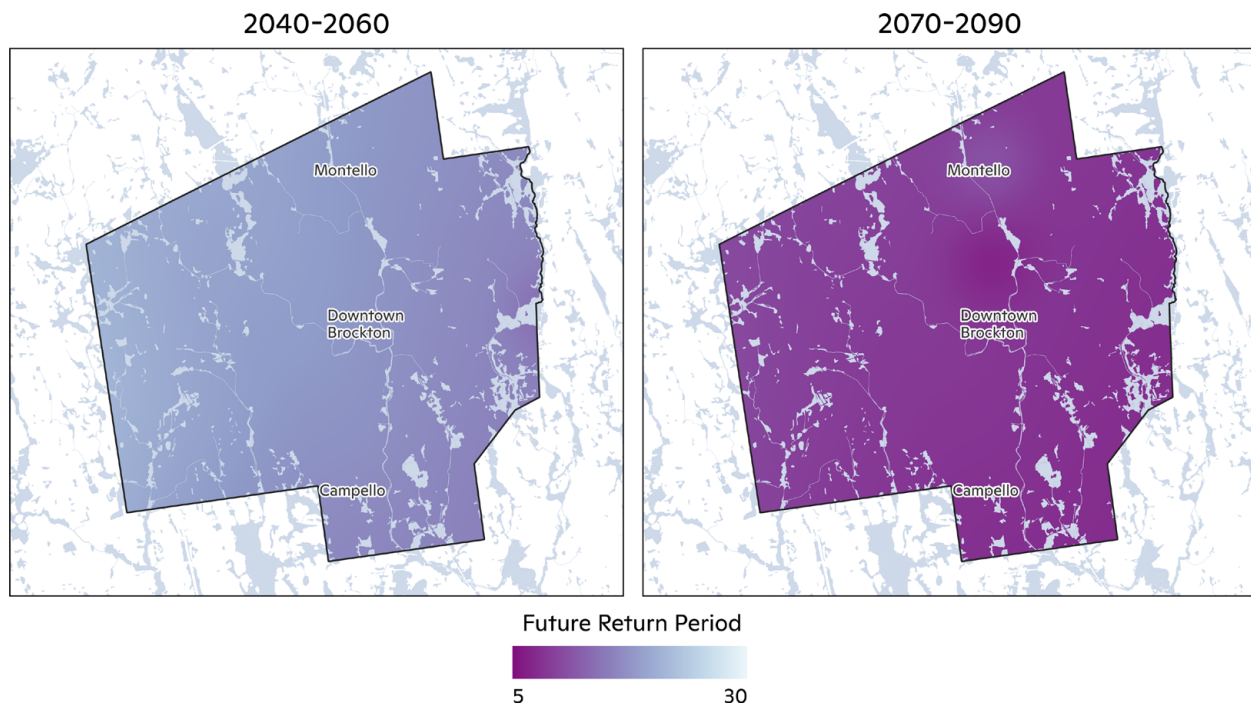 2040-2060
2070-2090
Montello
Downtown
Brockton
Campello
Montello
Downtown
Brockton
Campello
Future Return Period
5
30